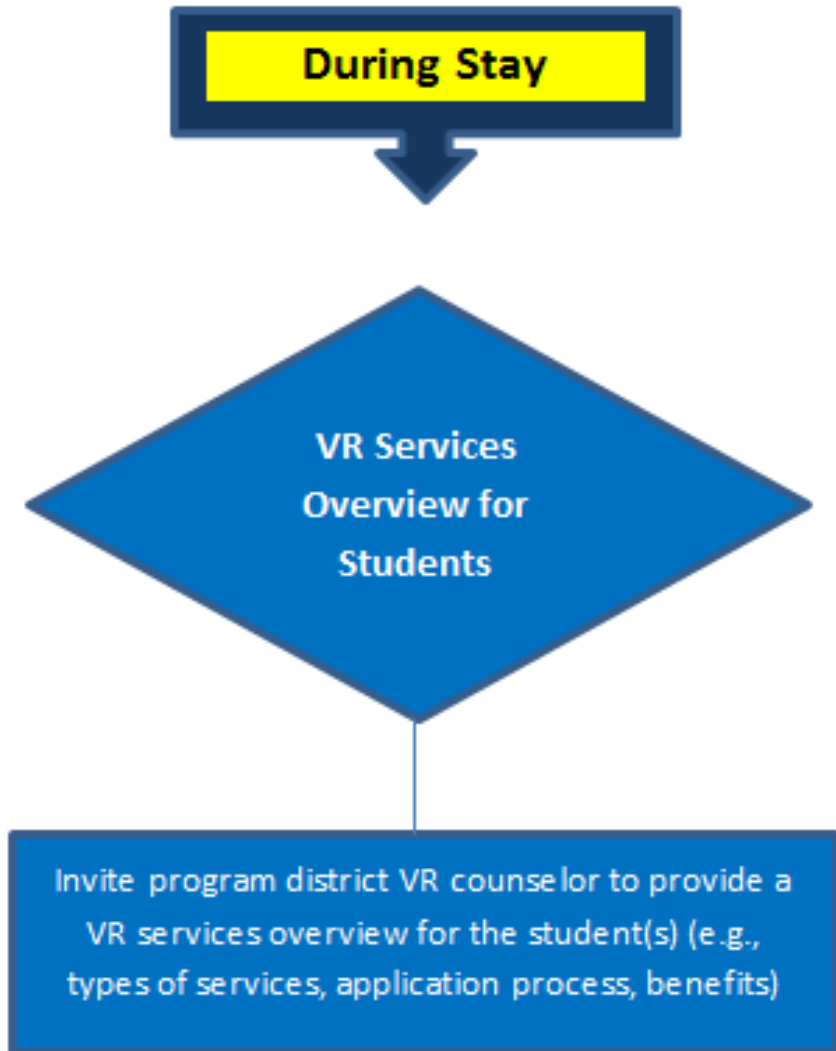 During Stay
VR Services
Overview for
Students
Invite program district VR counselor to provide a
VR services overview for the student(s) (e.g.,
types of services, application process, benefits)